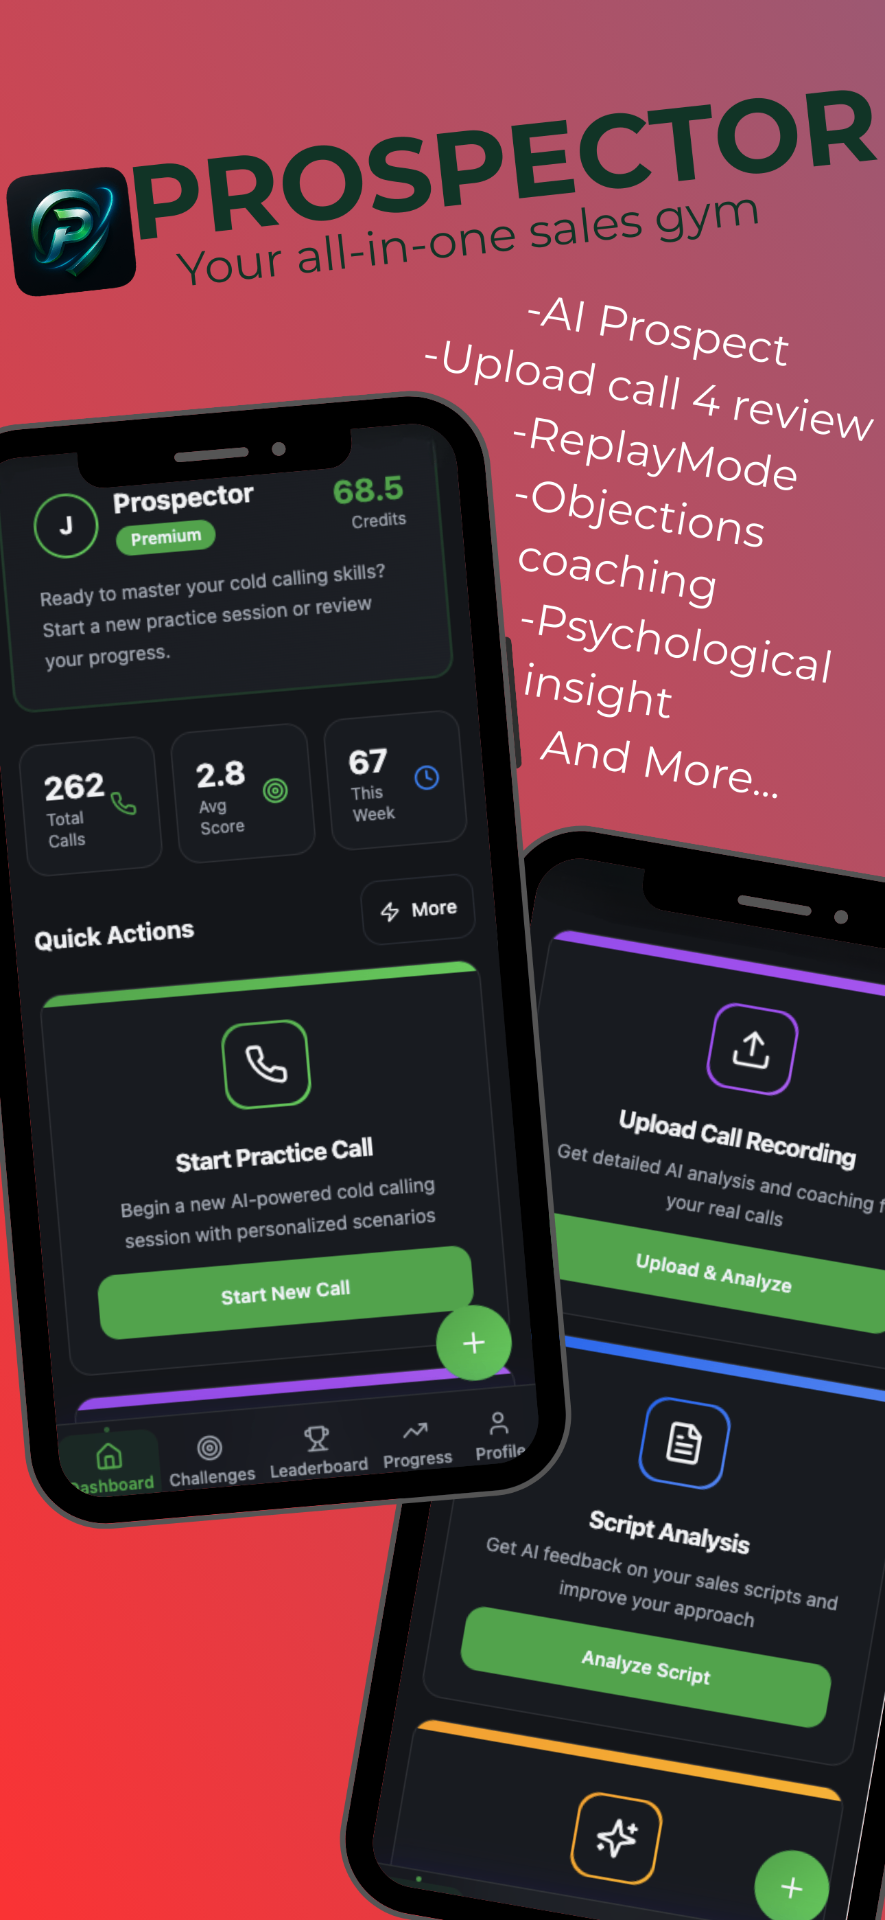 PROSPECTOR
Your all-in-one sales gym
-AI Prospect
-Upload call 4 review
-ReplayMode
-Objections
coaching
-Psychological
insight
And More...
J
Prospector
Premium
68.5
Credits
Ready to master your cold calling skills?
Start a new practice session or review
your progress.
262
Total
Calls
2.8
Avg
Score
67
This
Week
Quick Actions
More
Start Practice Call
Begin a new AI-powered cold calling
session with personalized scenarios
Start New Call
+
Dashboard
Challenges
Leaderboard
Progress
Profile
Upload Call Recording
Get detailed AI analysis and coaching f
your real calls
Upload & Analyze
Script Analysis
Get AI feedback on your sales scripts and
improve your approach
Analyze Script
+